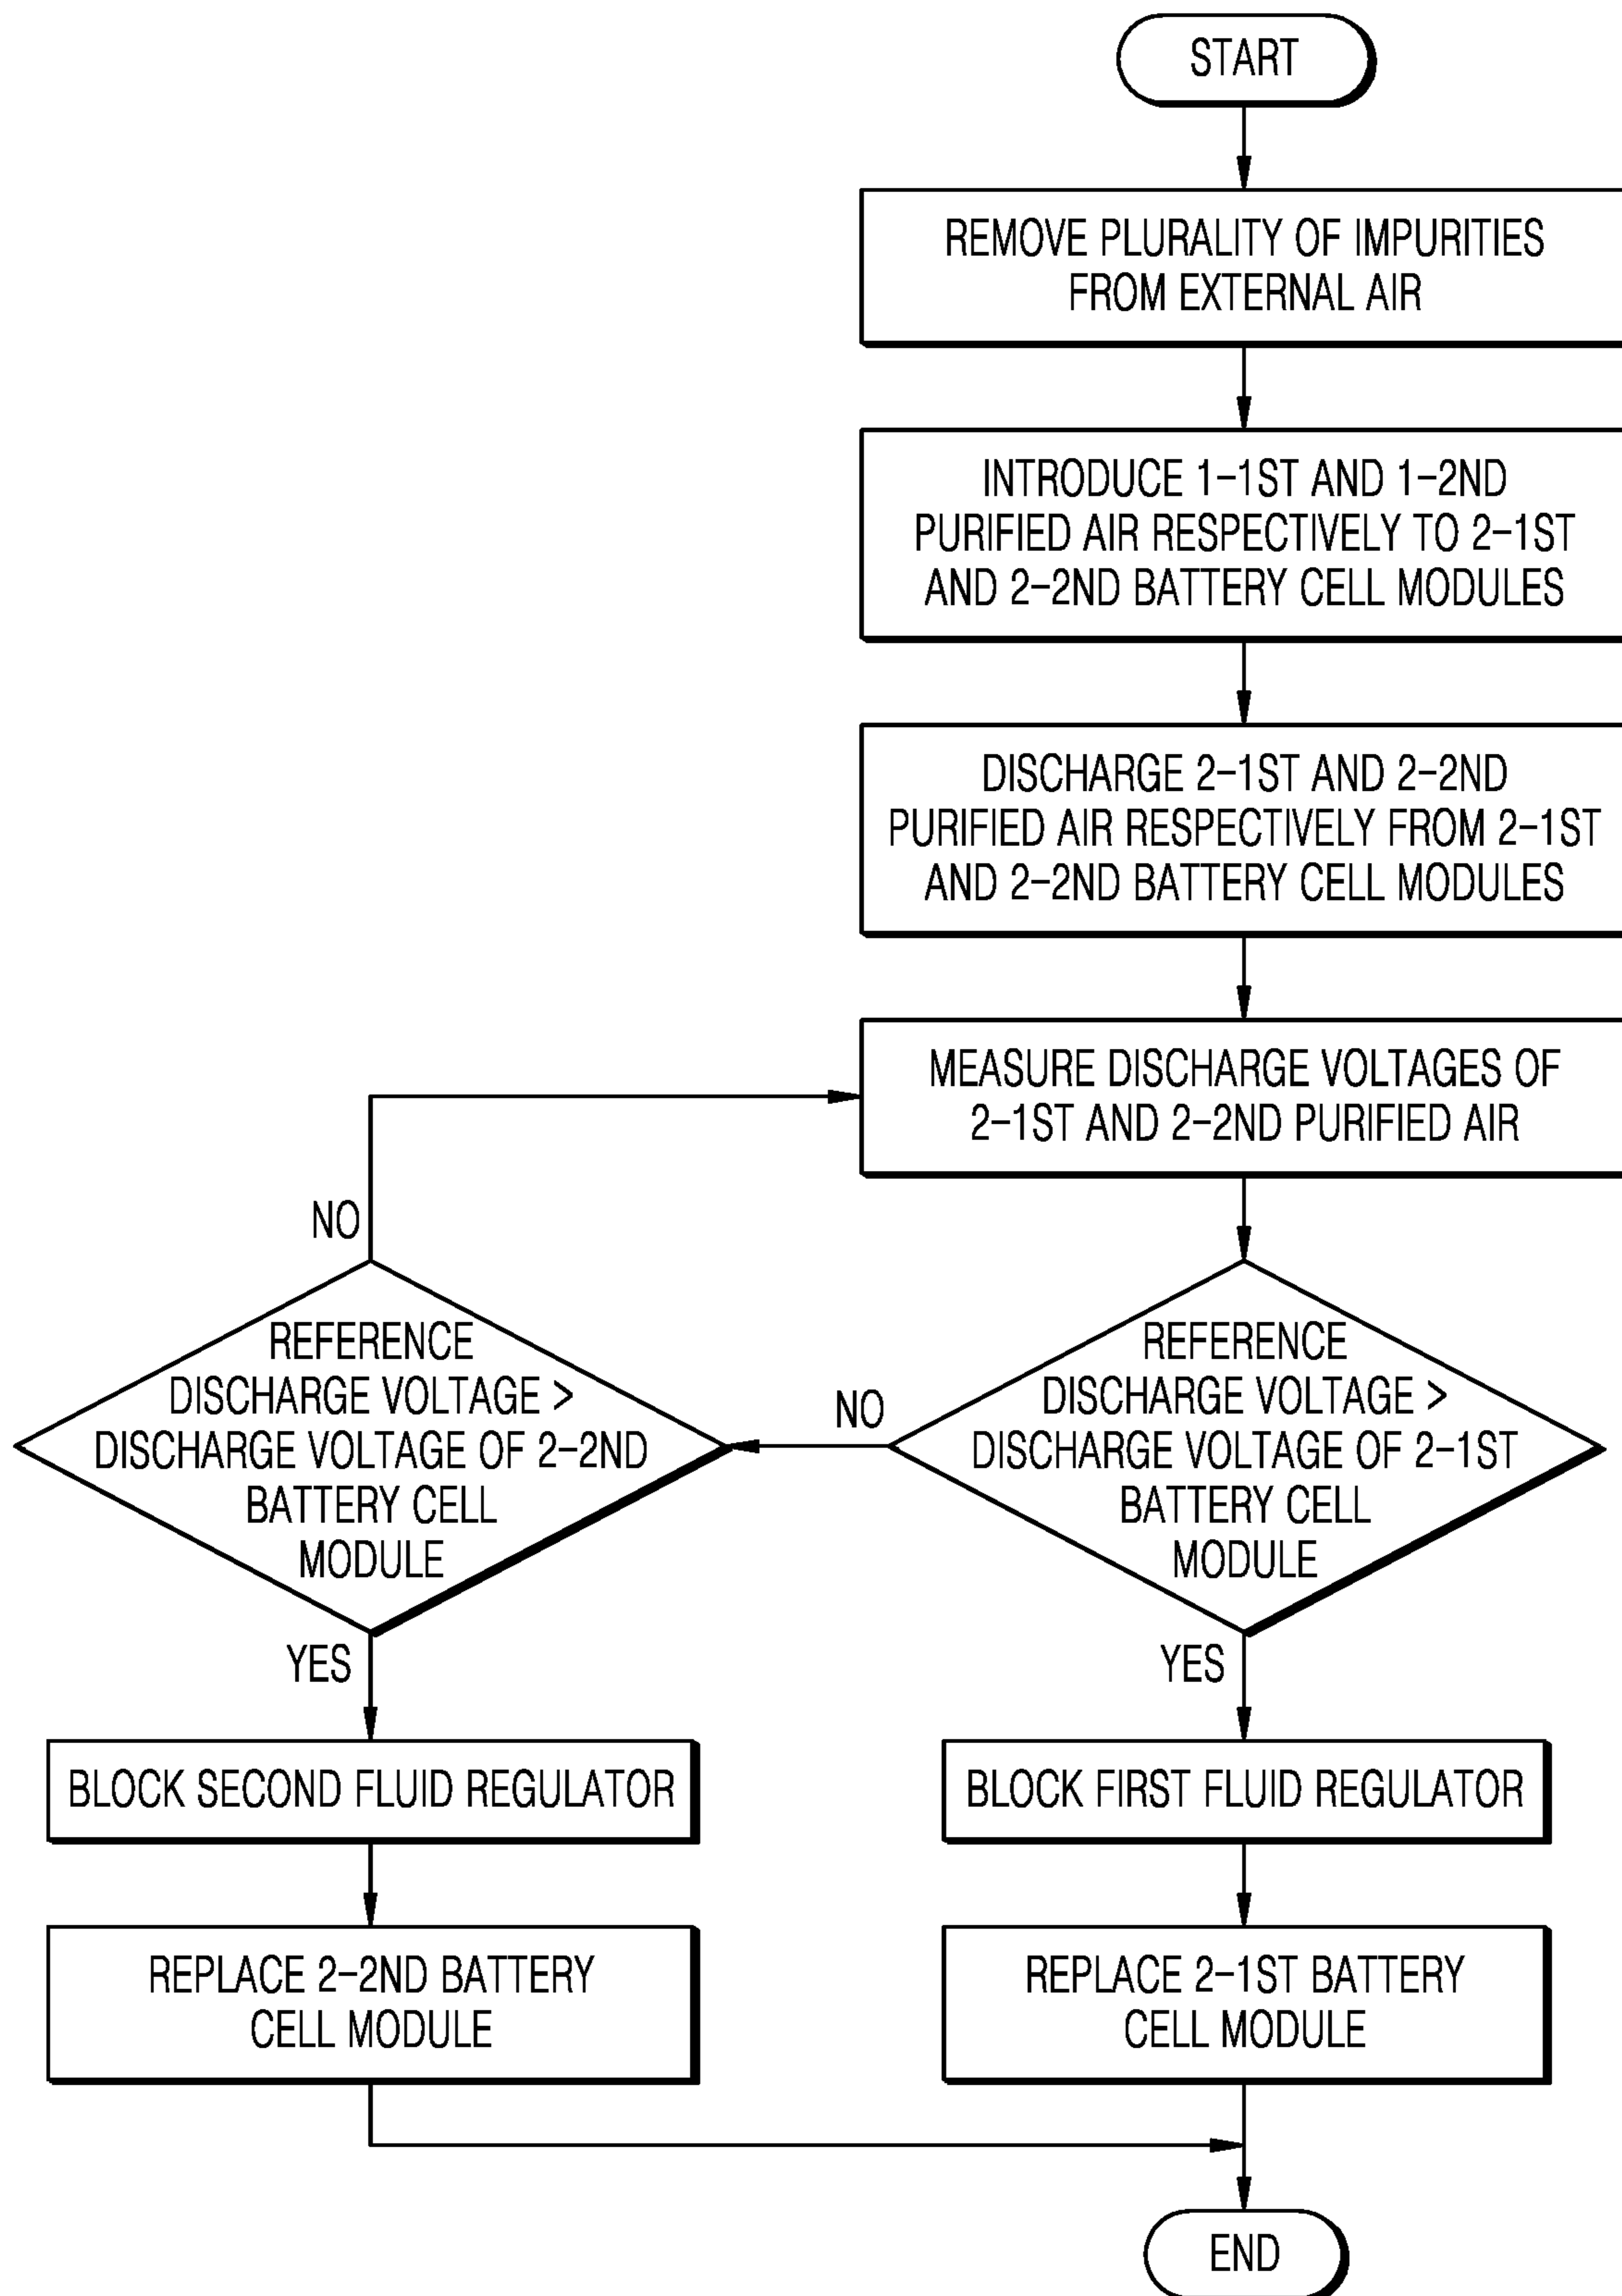 START
REMOVE PLURALITY OF IMPURITIES
FROM EXTERNAL AIR
INTRODUCE 1-1ST AND 1-2ND
PURIFIED AIR RESPECTIVELY TO 2-1ST
AND 2-2ND BATTERY CELL MODULES
DISCHARGE 2-1ST AND 2-2ND
PURIFIED AIR RESPECTIVELY FROM 2-1ST
AND 2-2ND BATTERY CELL MODULES
MEASURE DISCHARGE VOLTAGES OF
2-1ST AND 2-2ND PURIFIED AIR
NO
REFERENCE
DISCHARGE VOLTAGE >
DISCHARGE VOLTAGE OF 2-2ND
BATTERY CELL
MODULE
NO
REFERENCE
DISCHARGE VOLTAGE >
DISCHARGE VOLTAGE OF 2-1ST
BATTERY CELL
MODULE
YES
YES
BLOCK SECOND FLUID REGULATOR
BLOCK FIRST FLUID REGULATOR
REPLACE 2-2ND BATTERY
CELL MODULE
REPLACE 2-1ST BATTERY
CELL MODULE
END